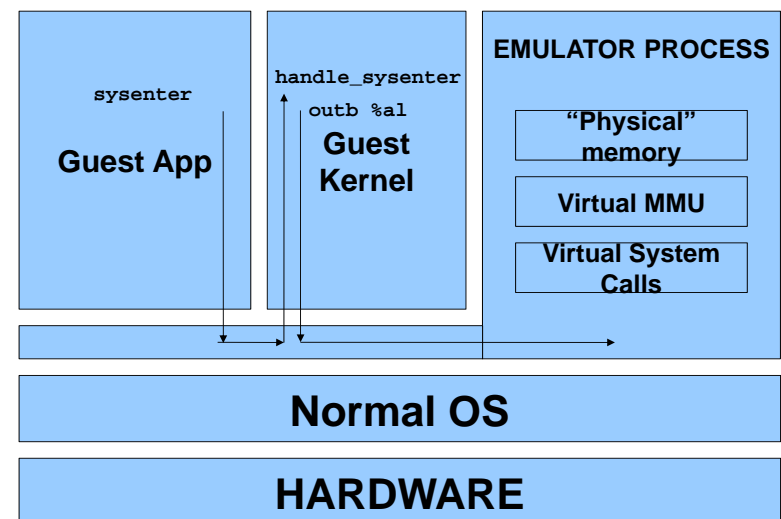 sysenter
Guest App
handle_sysenter
outb %al
Guest
Kernel
EMULATOR PROCESS
“Physical”
memory
Virtual MMU
Virtual System
Calls
Normal OS
HARDWARE